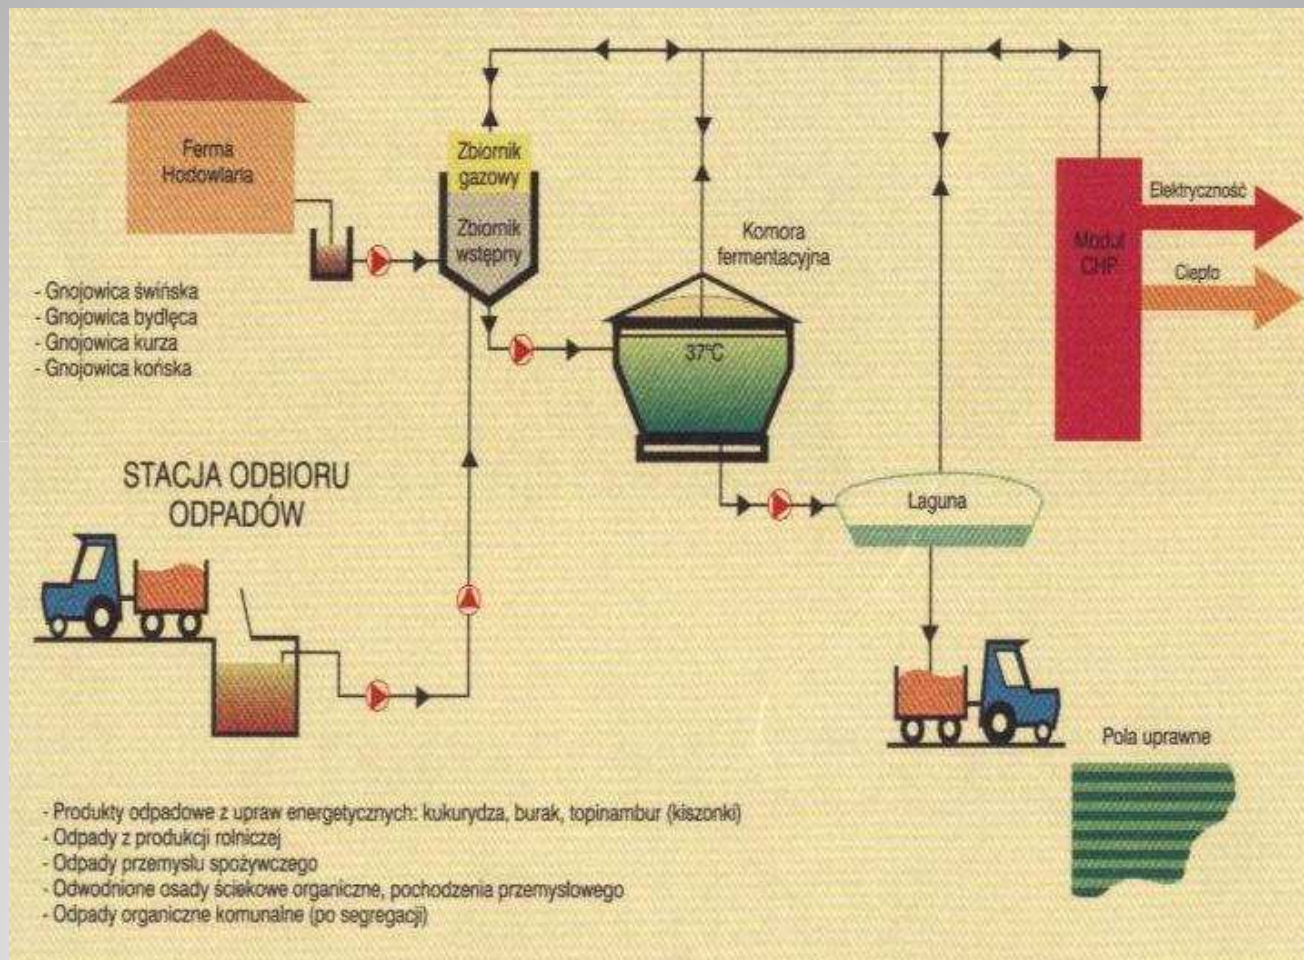 Ferma
Hodowlana
Zbiornik
gazowy
Zbiornik
wstępny
Komora
fermentacyjna
37°C
Elektryczność
Moduł
CHP
Ciepło
- Gnojowica świńska
- Gnojowica bydlęca
- Gnojowica kurza
- Gnojowica końska
STACJA ODBIORU
ODPADÓW
Laguna
Pola uprawne
- Produkty odpadowe z upraw energetycznych: kukurydza, burak, topinambur (kiszonki)
- Odpady z produkcji rolniczej
- Odpady przemysłu spożywczego
- Odwodnione osady ściekowe organiczne, pochodzenia przemysłowego
- Odpady organiczne komunalne (po segregacji)